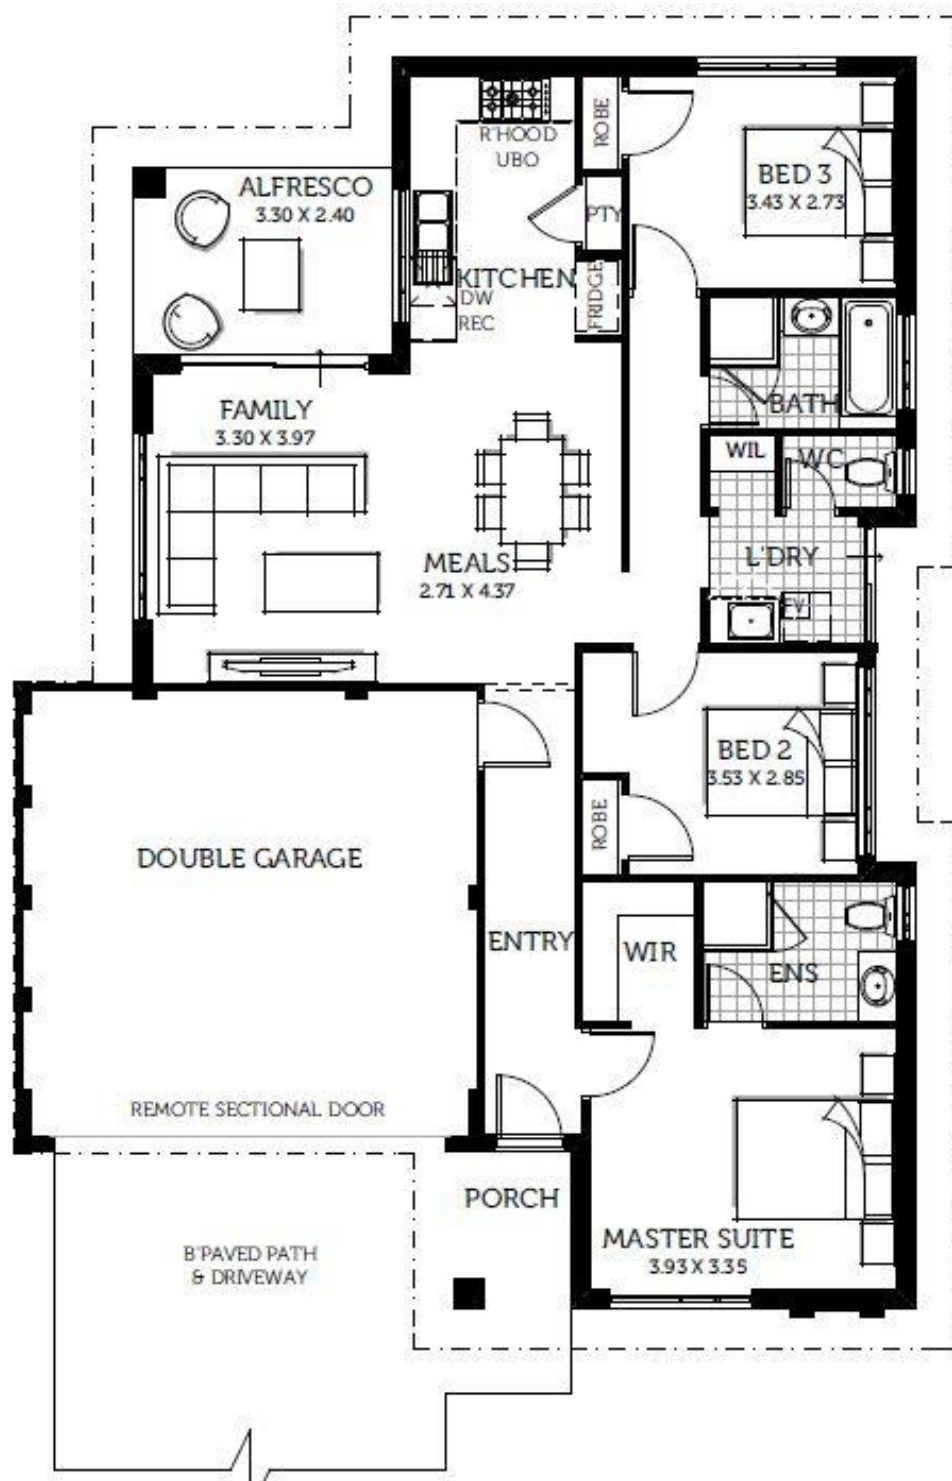 R'HOOD
UBO
ROBE
BED 3
3.43 X 2.73
ALFRESCO
3.30 X 2.40
PTY
KITCHEN
FRIDGE
DW
REC
FAMILY
3.30 X 3.97
BATH
WIL
WC
MEALS
2.71 X 4.37
L'DRY
BED 2
3.53 X 2.85
ROBE
DOUBLE GARAGE
ENTRY
WIR
ENS
REMOTE SECTIONAL DOOR
PORCH
MASTER SUITE
3.93 X 3.35
B'PAVED PATH
& DRIVEWAY